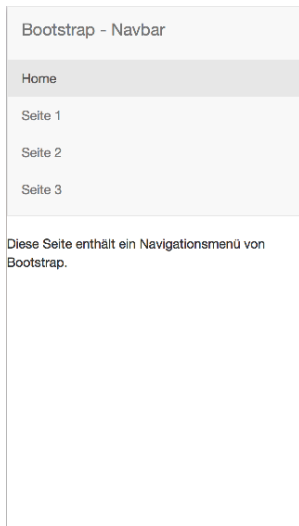 Bootstrap - Navbar
Home
Seite 1
Seite 2
Seite 3
Diese Seite enthält ein Navigationsmenü von
Bootstrap.